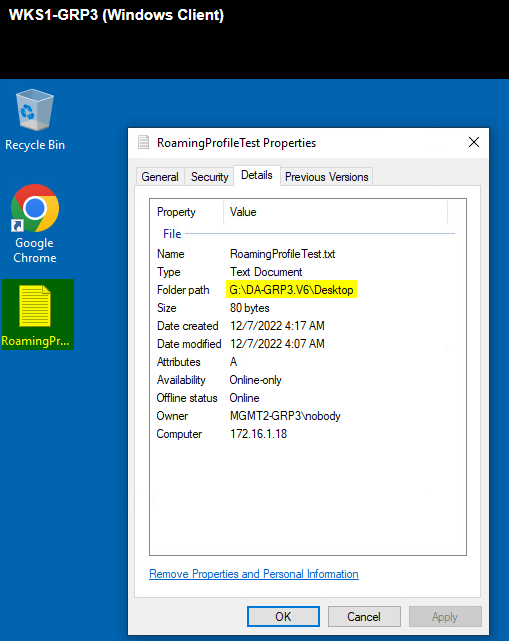 WKS1-GRP3 (Windows Client)
Recycle Bin
Google
Chrome
RoamingPr...
RoamingProfileTest Properties
General Security Details Previous Versions
Property Value
File
Name RoamingProfileTest.txt
Type Text Document
Folder path G:\DA-GRP3.V6\Desktop
Size 80 bytes
Date created 12/7/2022 4:17 AM
Date modified 12/7/2022 4:07 AM
Attributes A
Availability Online-only
Offline status Online
Owner MGMT2-GRP3\nobody
Computer 172.16.1.18
Remove Properties and Personal Information
OK Cancel Apply